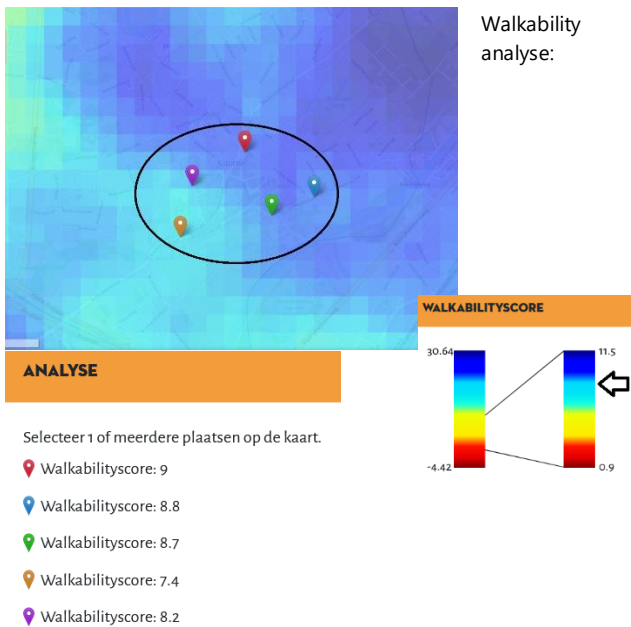 Walkability
analyse:
WALKABILITYSCORE
30.64
11.5
-4.42
0.9
ANALYSE
Selecteer 1 of meerdere plaatsen op de kaart.
Walkabilityscore: 9
Walkabilityscore: 8.8
Walkabilityscore: 8.7
Walkabilityscore: 7.4
Walkabilityscore: 8.2